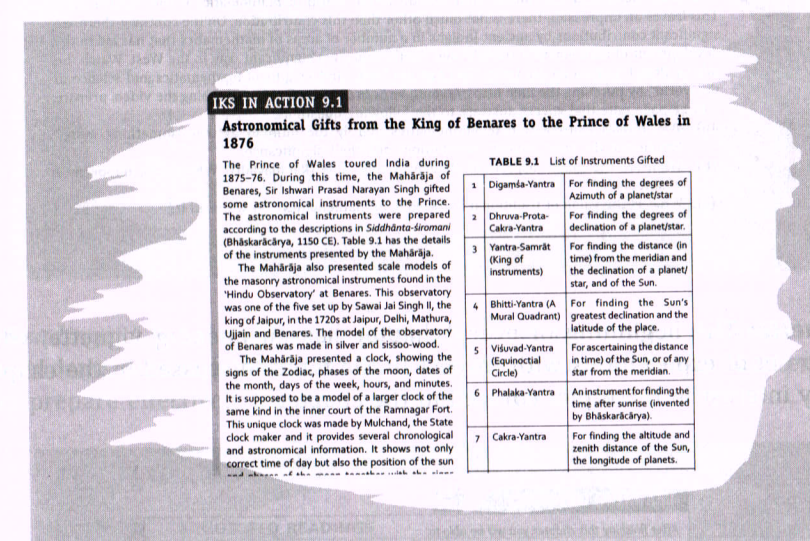 IKS IN ACTION 9.1
Astronomical Gifts from the King of Benares to the Prince of Wales in
1876
The Prince of Wales toured India during
1875–76. During this time, the Mahārāja of
Benares, Sir Ishwari Prasad Narayan Singh gifted
some astronomical instruments to the Prince.
The astronomical instruments were prepared
according to the descriptions in Siddhānta-śiromani
(Bhāskarācārya, 1150 CE). Table 9.1 has the details
of the instruments presented by the Mahārāja.
The Mahārāja also presented scale models of
the masonry astronomical instruments found in the
'Hindu Observatory' at Benares. This observatory
was one of the five set up by Sawai Jai Singh II, the
king of Jaipur, in the 1720s at Jaipur, Delhi, Mathura,
Ujjain and Benares. The model of the observatory
of Benares was made in silver and sissoo-wood.
The Mahārāja presented a clock, showing the
signs of the Zodiac, phases of the moon, dates of
the month, days of the week, hours, and minutes.
It is supposed to be a model of a larger clock of the
same kind in the inner court of the Ramnagar Fort.
This unique clock was made by Mulchand, the State
clock maker and it provides several chronological
and astronomical information. It shows not only
correct time of day but also the position of the sun
TABLE 9.1 List of Instruments Gifted
1 Digamśa-Yantra For finding the degrees of
Azimuth of a planet/star
2 Dhruva-Prota- For finding the degrees of
Cakra-Yantra declination of a planet/star.
3 Yantra-Samrāt For finding the distance (in
(King of time) from the meridian and
instruments) the declination of a planet/
star, and of the Sun.
4 Bhitti-Yantra (A For finding the Sun's
Mural Quadrant) greatest declination and the
latitude of the place.
5 Viśuvad-Yantra For ascertaining the distance
(Equinoctial in time) of the Sun, or of any
Circle) star from the meridian.
6 Phalaka-Yantra An instrument for finding the
time after sunrise (invented
by Bhāskarācārya).
7 Cakra-Yantra For finding the altitude and
zenith distance of the Sun,
the longitude of planets.